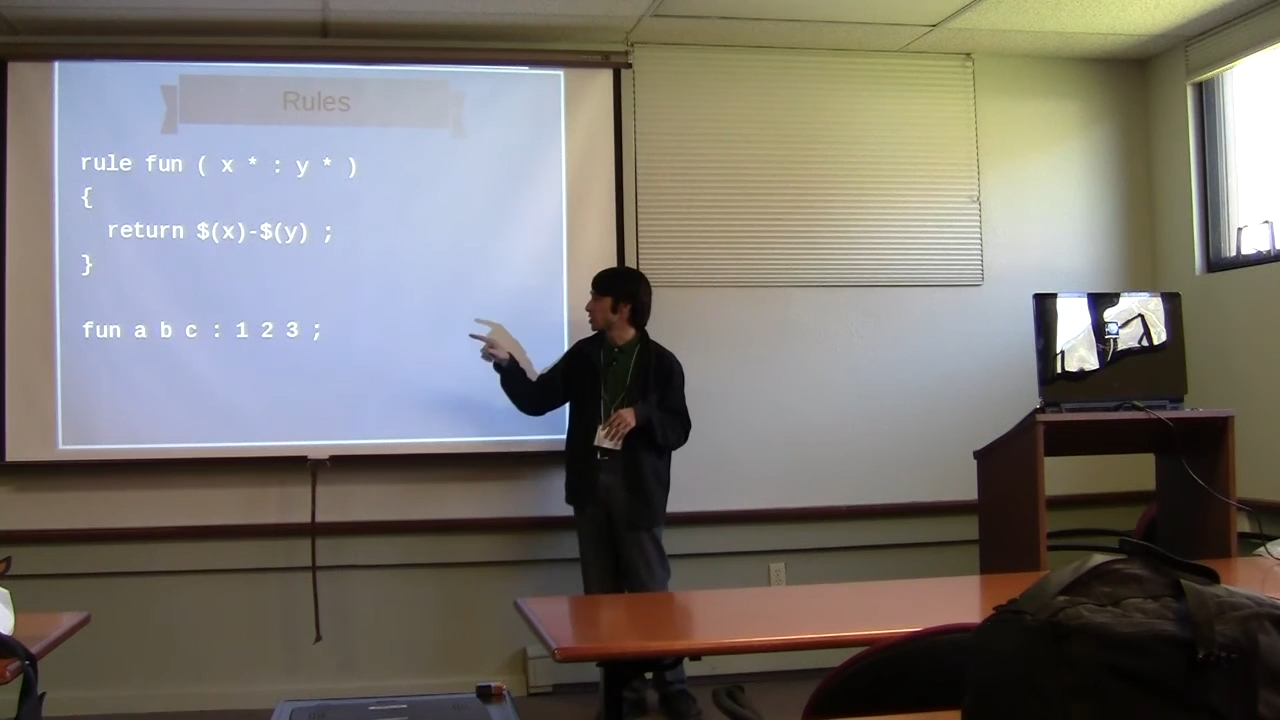 Rules
rule fun ( x * : y * )
{
return $(x)-$(y) ;
}
fun a b c : 1 2 3 ;